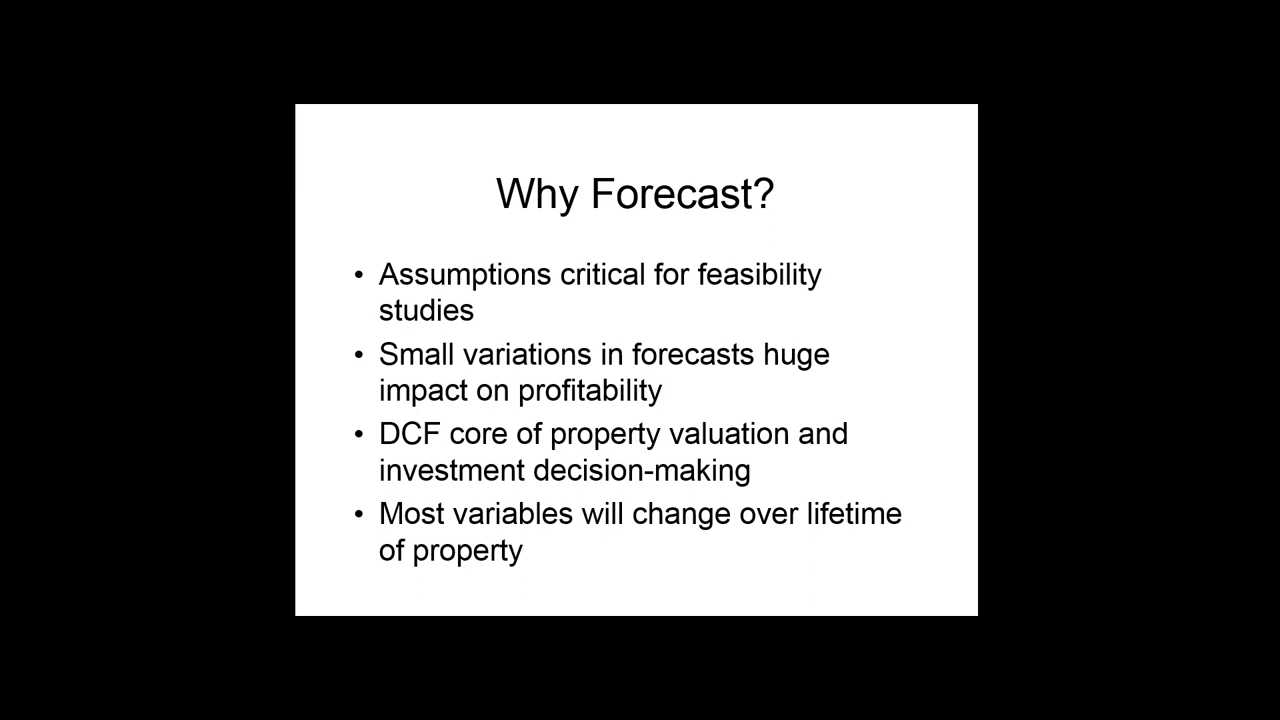 Why Forecast?
• Assumptions critical for feasibility
studies
• Small variations in forecasts huge
impact on profitability
• DCF core of property valuation and
investment decision-making
• Most variables will change over lifetime
of property